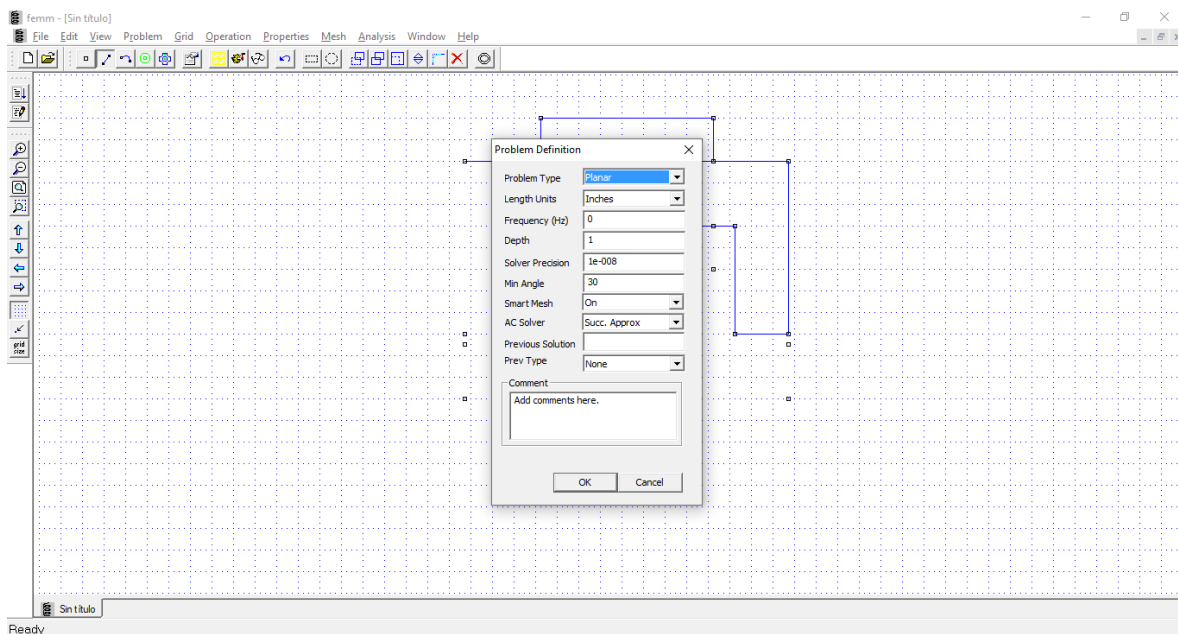 femm - [Sin título]
File Edit View Problem Grid Operation Properties Mesh Analysis Window Help
Problem Definition
Problem Type Planar
Length Units Inches
Frequency (Hz) 0
Depth 1
Solver Precision 1e-008
Min Angle 30
Smart Mesh On
AC Solver Succ. Approx
Previous Solution
Prev Type None
Comment
Add comments here.
OK Cancel
grid
size
Sin título
Ready